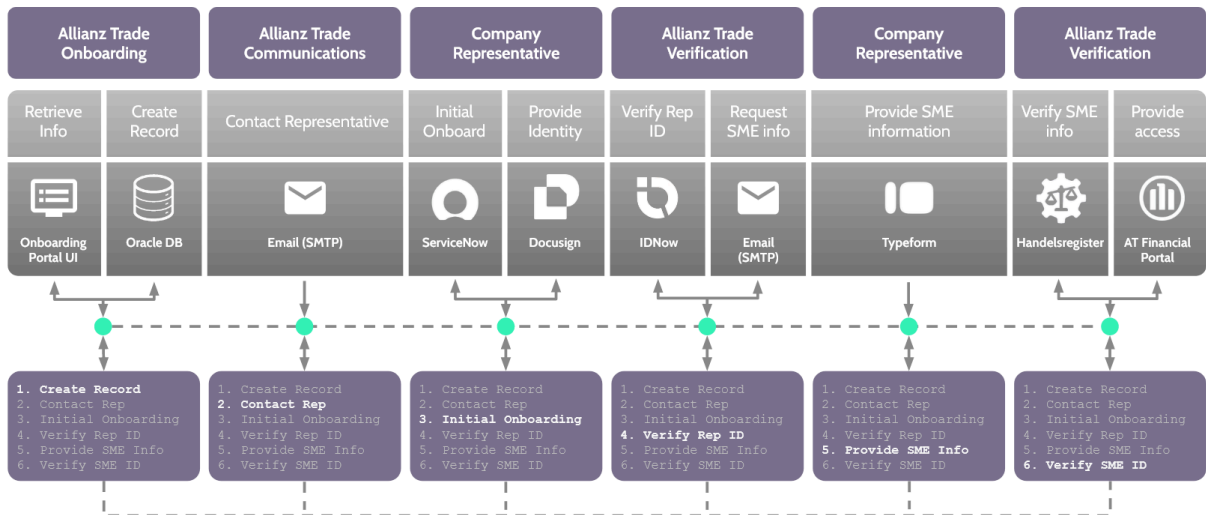 Allianz Trade
Onboarding
Allianz Trade
Communications
Company
Representative
Allianz Trade
Verification
Company
Representative
Allianz Trade
Verification
Retrieve
Info
Create
Record
Contact Representative
Initial
Onboard
Provide
Identity
Verify Rep
ID
Request
SME info
Provide SME
information
Verify SME
info
Provide
access
Onboarding
Portal UI
Oracle DB
Email (SMTP)
ServiceNow
Docusign
IDNow
Email
(SMTP)
Typeform
Handelsregister
AT Financial
Portal
1. Create Record
2. Contact Rep
3. Initial Onboarding
4. Verify Rep ID
5. Provide SME Info
6. Verify SME ID
1. Create Record
2. Contact Rep
3. Initial Onboarding
4. Verify Rep ID
5. Provide SME Info
6. Verify SME ID
1. Create Record
2. Contact Rep
3. Initial Onboarding
4. Verify Rep ID
5. Provide SME Info
6. Verify SME ID
1. Create Record
2. Contact Rep
3. Initial Onboarding
4. Verify Rep ID
5. Provide SME Info
6. Verify SME ID
1. Create Record
2. Contact Rep
3. Initial Onboarding
4. Verify Rep ID
5. Provide SME Info
6. Verify SME ID
1. Create Record
2. Contact Rep
3. Initial Onboarding
4. Verify Rep ID
5. Provide SME Info
6. Verify SME ID